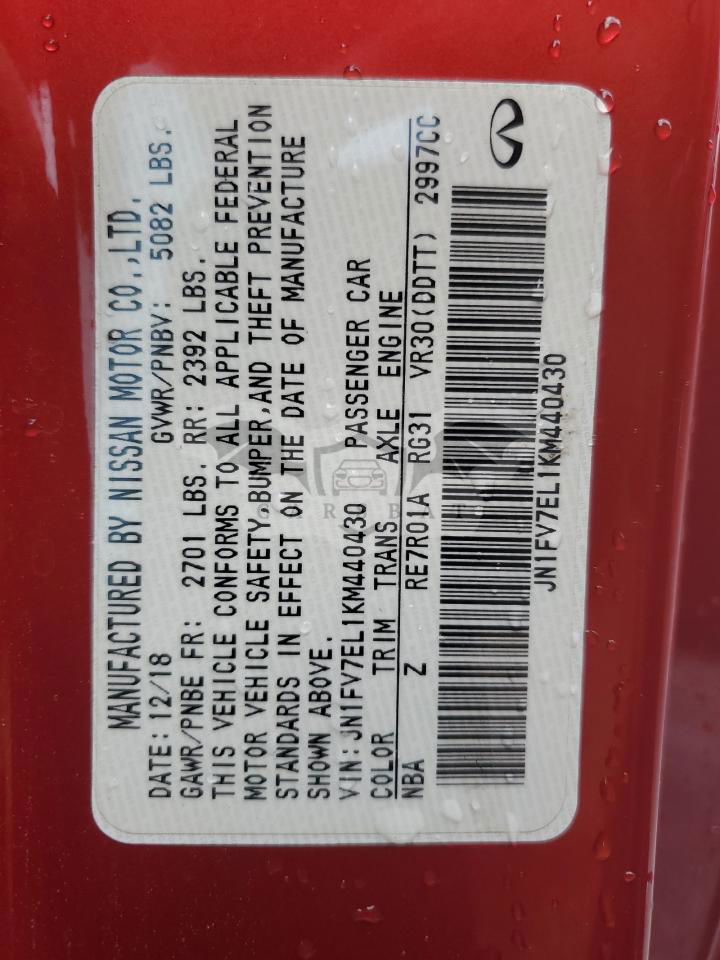 MANUFACTURED BY NISSAN MOTOR CO.,LTD.
DATE: 12/18 GVWR/PNBV: 5082 LBS.
GAWR/PNBE FR: 2701 LBS. RR: 2392 LBS.
THIS VEHICLE CONFORMS TO ALL APPLICABLE FEDERAL
MOTOR VEHICLE SAFETY,BUMPER,AND THEFT PREVENTION
STANDARDS IN EFFECT ON THE DATE OF MANUFACTURE
SHOWN ABOVE.
VIN:JN1FV7EL1KM440430 PASSENGER CAR
COLOR TRIM TRANS AXLE ENGINE
NBA Z RE7R01A RG31 VR30(DDTT) 2997CC
JN1FV7EL1KM440430